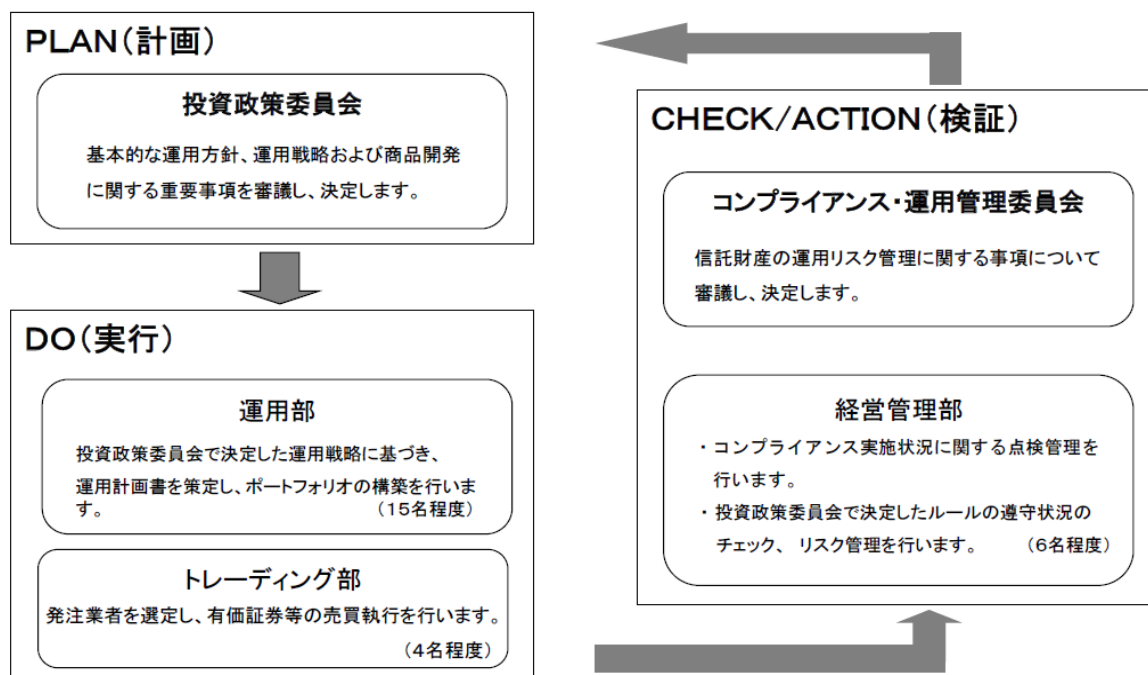 PLAN(計画)
投資政策委員会
基本的な運用方針、運用戦略および商品開発
に関する重要事項を審議し、決定します。
DO(実行)
運用部
投資政策委員会で決定した運用戦略に基づき、
運用計画書を策定し、ポートフォリオの構築を行いま
す。 (15名程度)
トレーディング部
発注業者を選定し、有価証券等の売買執行を行います。
(4名程度)
CHECK/ACTION(検証)
コンプライアンス・運用管理委員会
信託財産の運用リスク管理に関する事項について
審議し、決定します。
経営管理部
・コンプライアンス実施状況に関する点検管理を
行います。
・投資政策委員会で決定したルールの遵守状況の
チェック、 リスク管理を行います。 (6名程度)